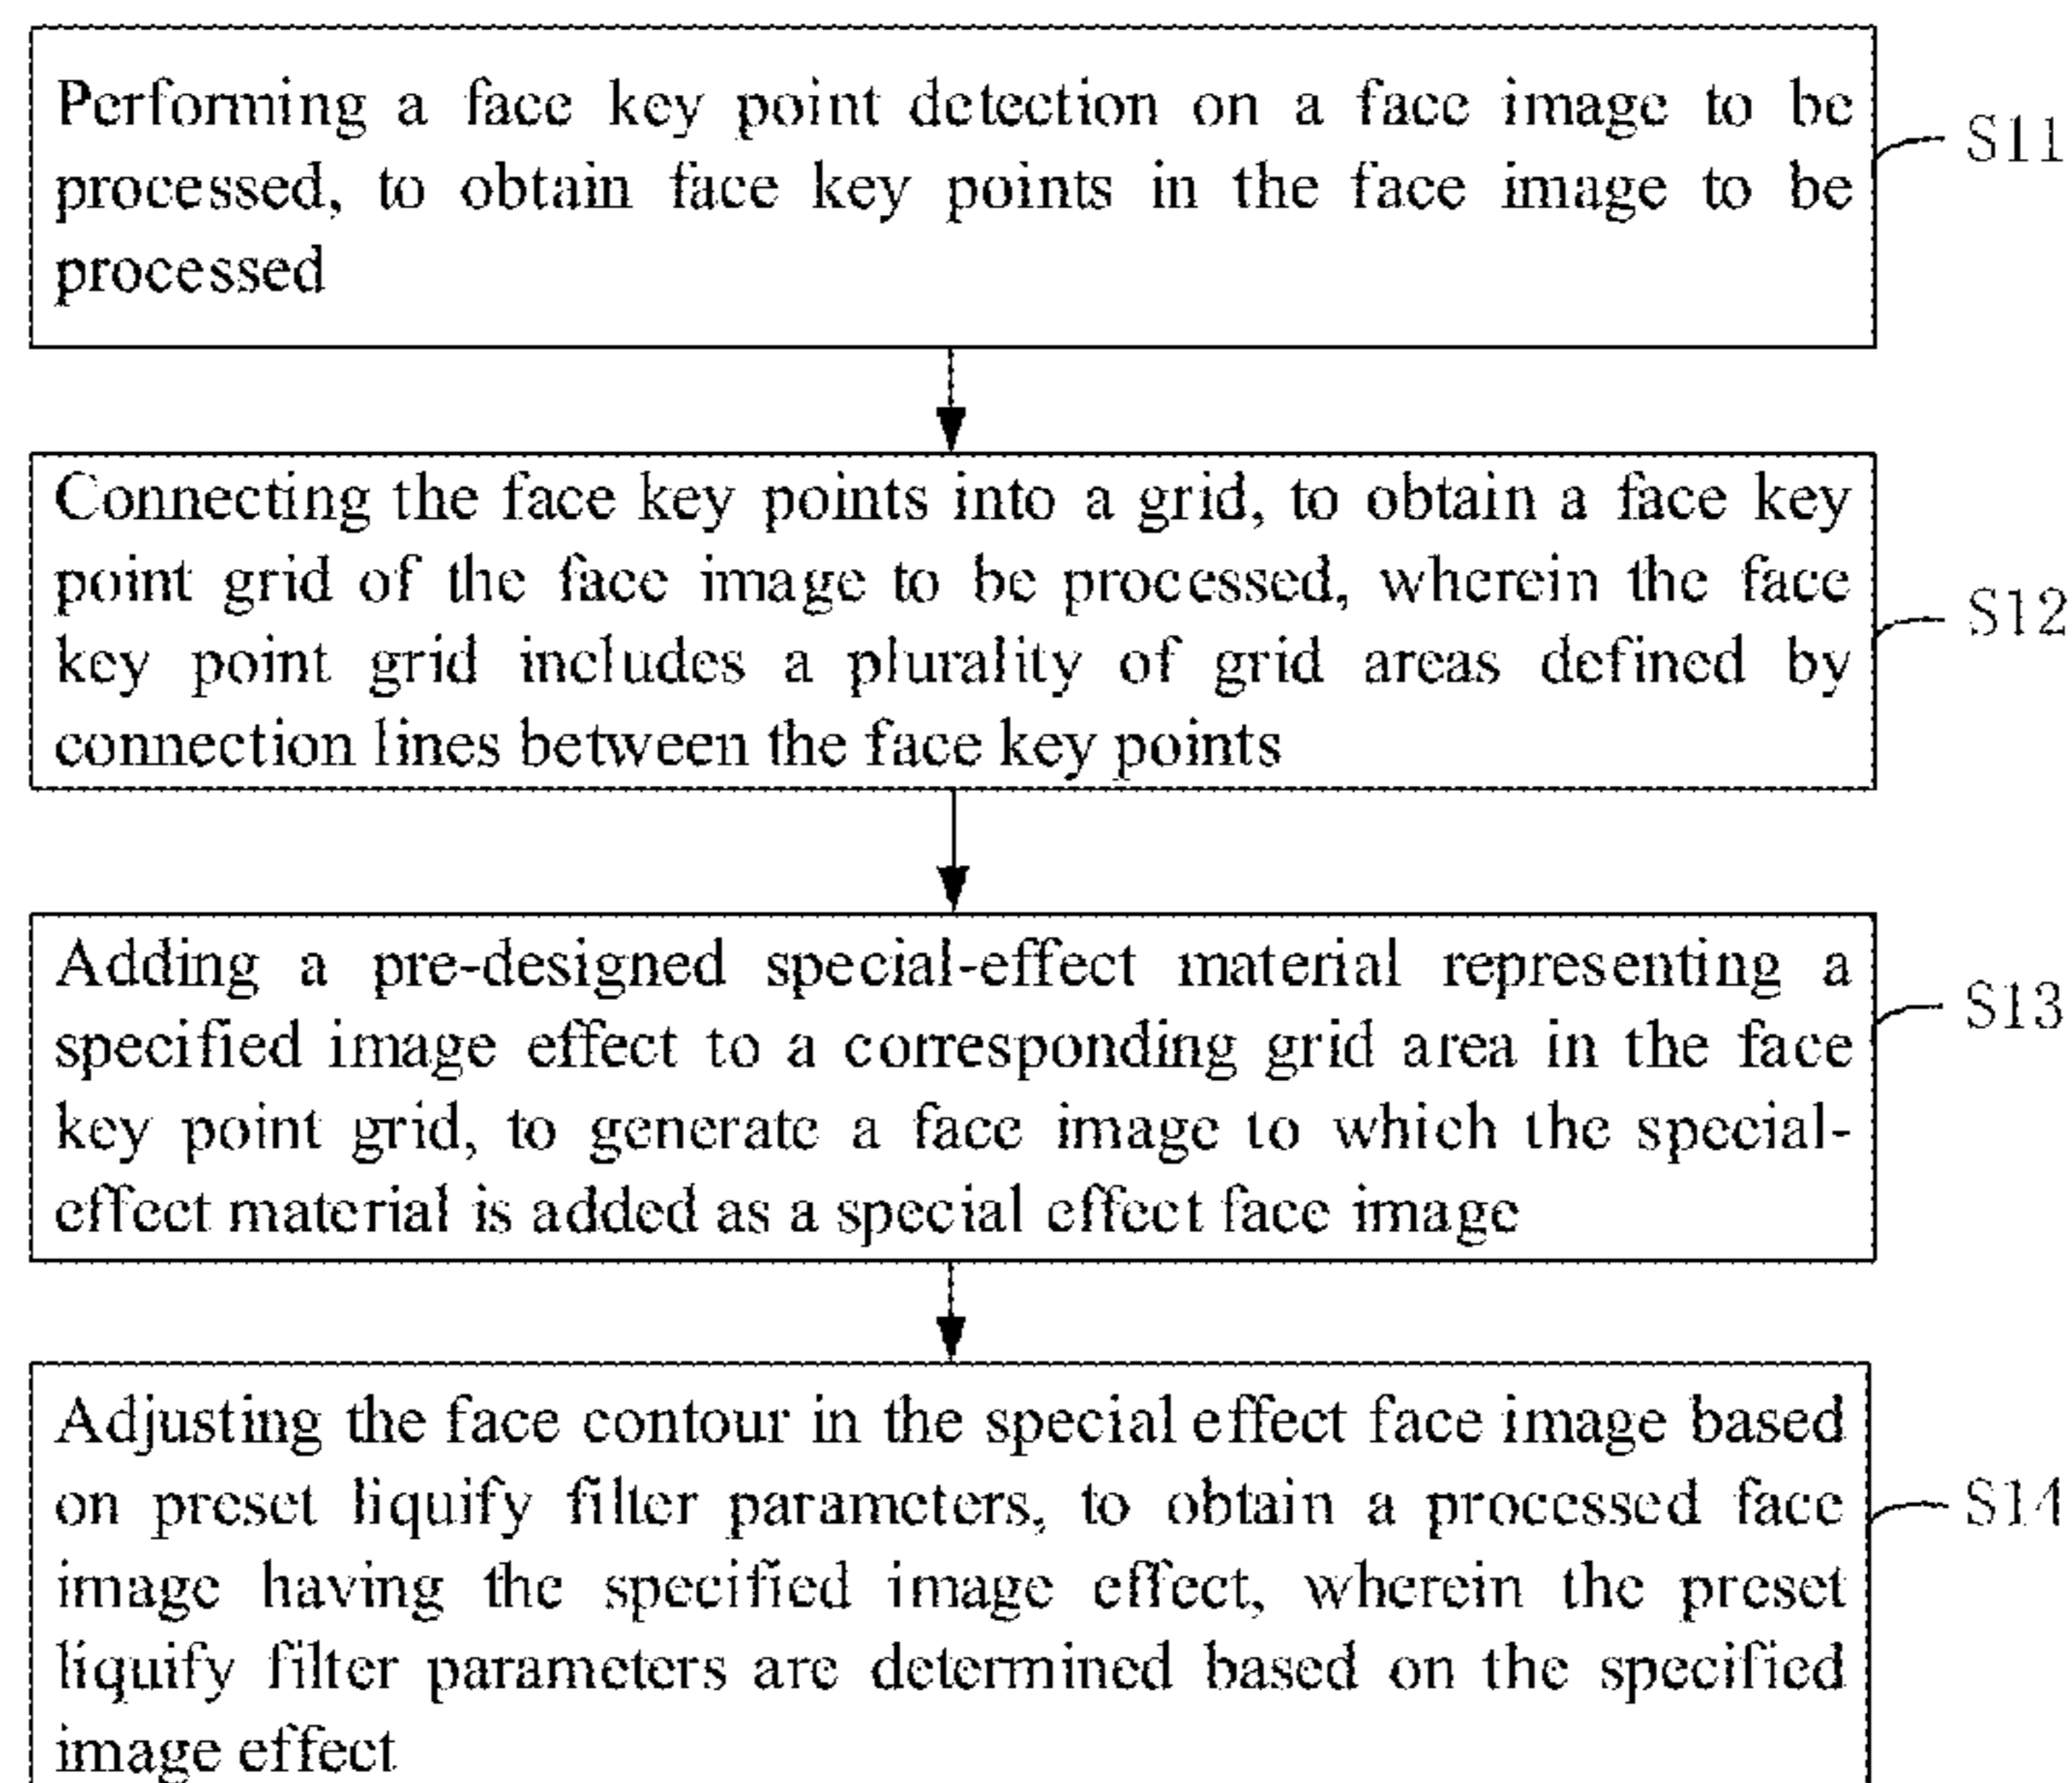 Performing a face key point detection on a face image to be
processed, to obtain face key points in the face image to be
processed
S11
Connecting the face key points into a grid, to obtain a face key
point grid of the face image to be processed, wherein the face
key point grid includes a plurality of grid areas defined by
connection lines between the face key points
S12
Adding a pre-designed special-effect material representing a
specified image effect to a corresponding grid area in the face
key point grid, to generate a face image to which the special-
effect material is added as a special effect face image
S13
Adjusting the face contour in the special effect face image based
on preset liquify filter parameters, to obtain a processed face
image having the specified image effect, wherein the preset
liquify filter parameters are determined based on the specified
image effect
S14